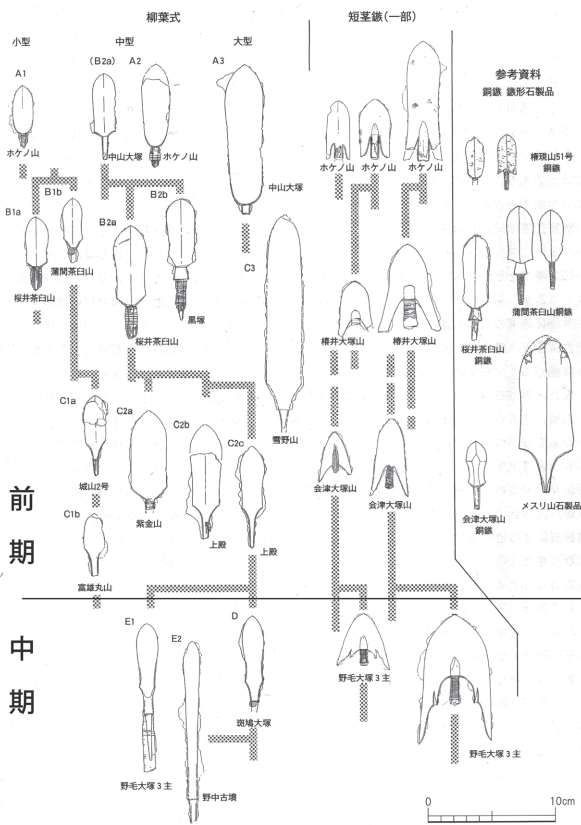 柳葉式
短茎鏃(一部)
小型
中型
大型
参考資料
銅鏃 鏃形石製品
A1
(B2a)
A2
A3
ホケノ山
中山大塚
ホケノ山
中山大塚
ホケノ山
ホケノ山
ホケノ山
権現山51号
銅鏃
B1a
B1b
B2a
B2b
桜井茶臼山
蒲間茶臼山
桜井茶臼山
黒塚
C3
雪野山
椿井大塚山
椿井大塚山
桜井茶臼山
銅鏃
蒲間茶臼山銅鏃
C1a
城山2号
C2a
紫金山
C2b
上殿
C2c
上殿
会津大塚山
会津大塚山
会津大塚山
銅鏃
メスリ山石製品
C1b
富雄丸山
前期
中期
E1
野毛大塚3主
E2
野中古墳
D
斑鳩大塚
野毛大塚3主
野毛大塚3主
0 10cm